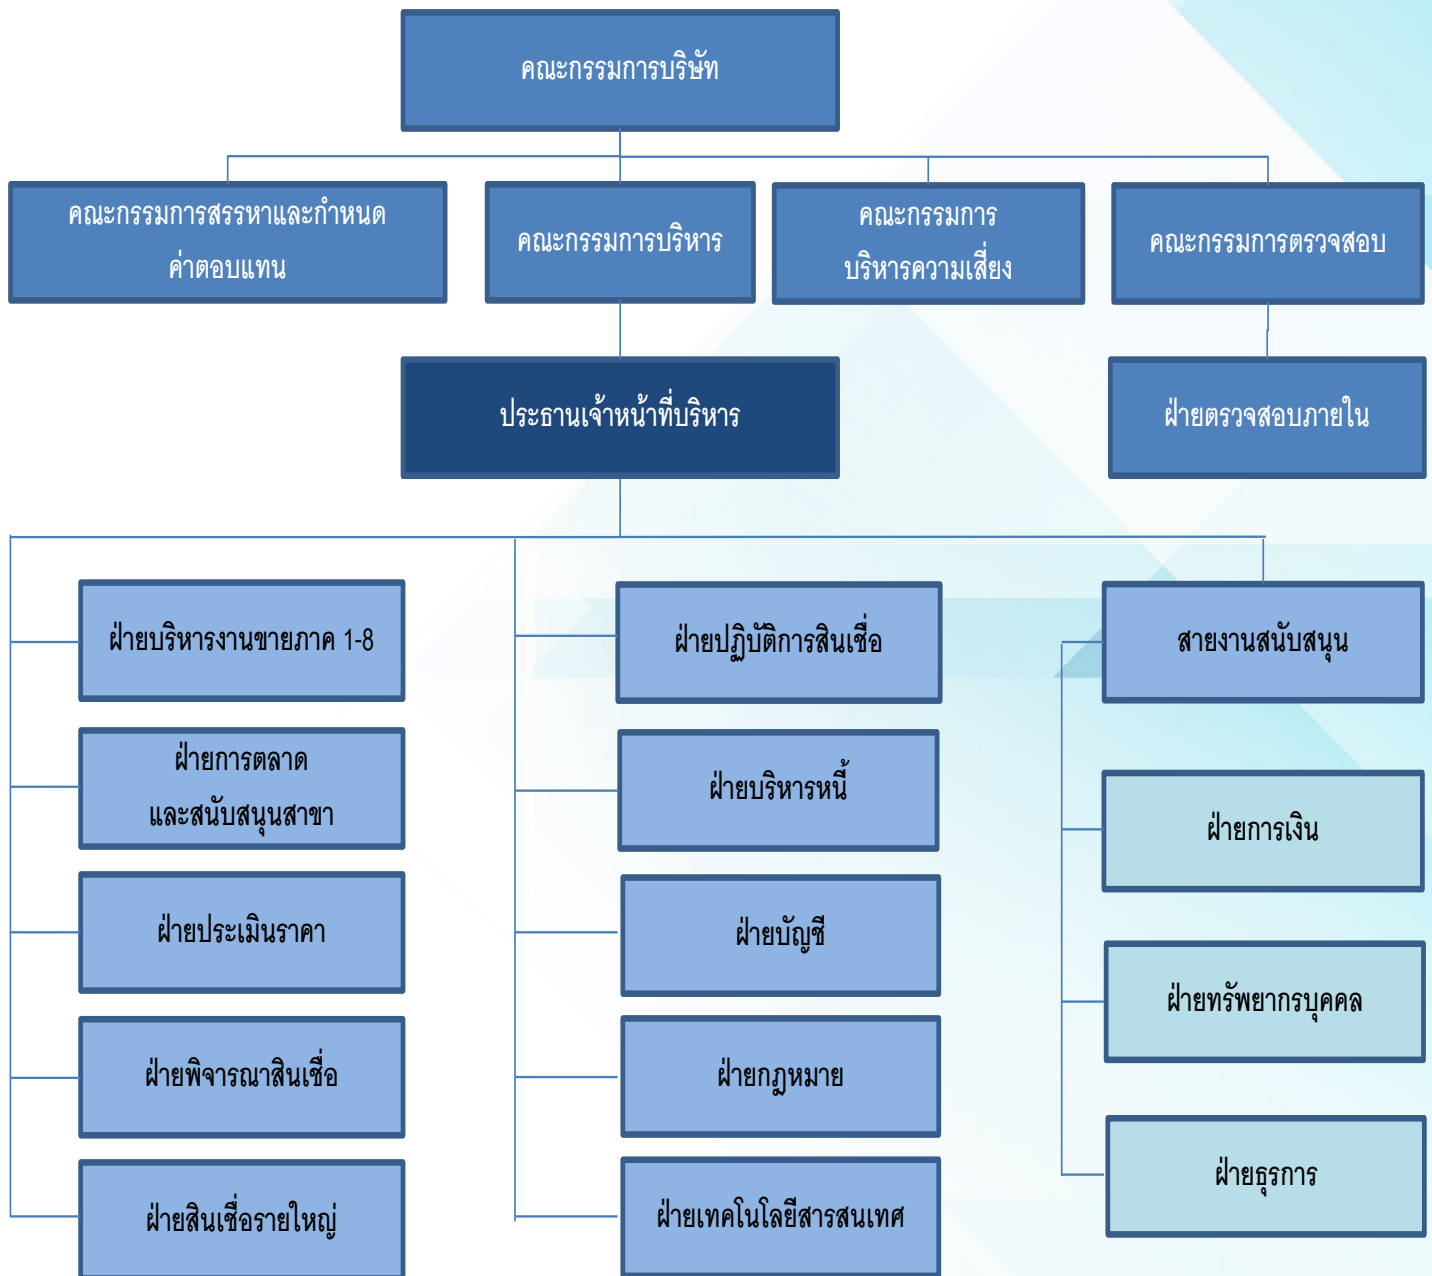 คณะกรรมการบริษัท
คณะกรรมการสรรหาและกำหนด
ค่าตอบแทน
คณะกรรมการบริหาร
คณะกรรมการ
บริหารความเสี่ยง
คณะกรรมการตรวจสอบ
ประธานเจ้าหน้าที่บริหาร
ฝ่ายตรวจสอบภายใน
ฝ่ายบริหารงานขายภาค 1-8
ฝ่ายการตลาด
และสนับสนุนสาขา
ฝ่ายประเมินราคา
ฝ่ายพิจารณาสินเชื่อ
ฝ่ายสินเชื่อรายใหญ่
ฝ่ายปฏิบัติการสินเชื่อ
ฝ่ายบริหารหนี้
ฝ่ายบัญชี
ฝ่ายกฎหมาย
ฝ่ายเทคโนโลยีสารสนเทศ
สายงานสนับสนุน
ฝ่ายการเงิน
ฝ่ายทรัพยากรบุคคล
ฝ่ายธุรการ